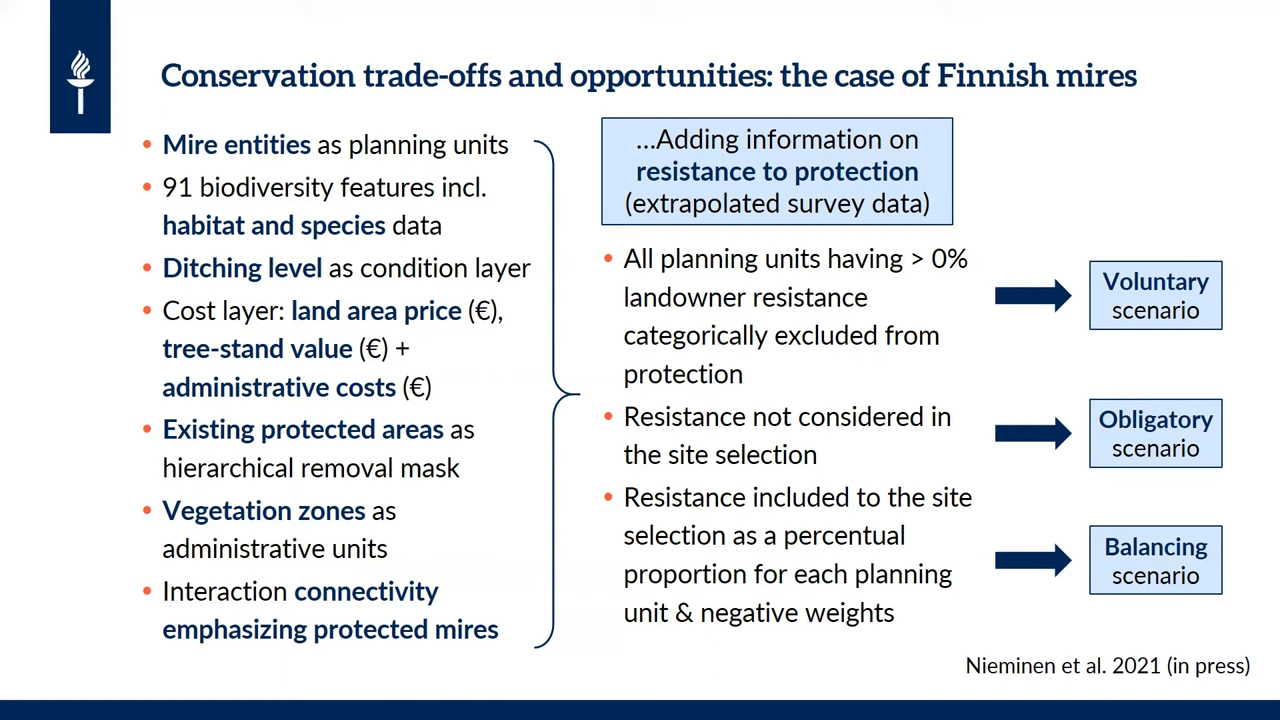 Conservation trade-offs and opportunities: the case of Finnish mires
• Mire entities as planning units
• 91 biodiversity features incl.
habitat and species data
• Ditching level as condition layer
• Cost layer: land area price (€),
tree-stand value (€) +
administrative costs (€)
• Existing protected areas as
hierarchical removal mask
• Vegetation zones as
administrative units
• Interaction connectivity
emphasizing protected mires
...Adding information on
resistance to protection
(extrapolated survey data)
• All planning units having > 0%
landowner resistance
categorically excluded from
protection
Voluntary
scenario
• Resistance not considered in
the site selection
Obligatory
scenario
• Resistance included to the site
selection as a percentual
proportion for each planning
unit & negative weights
Balancing
scenario
Nieminen et al. 2021 (in press)